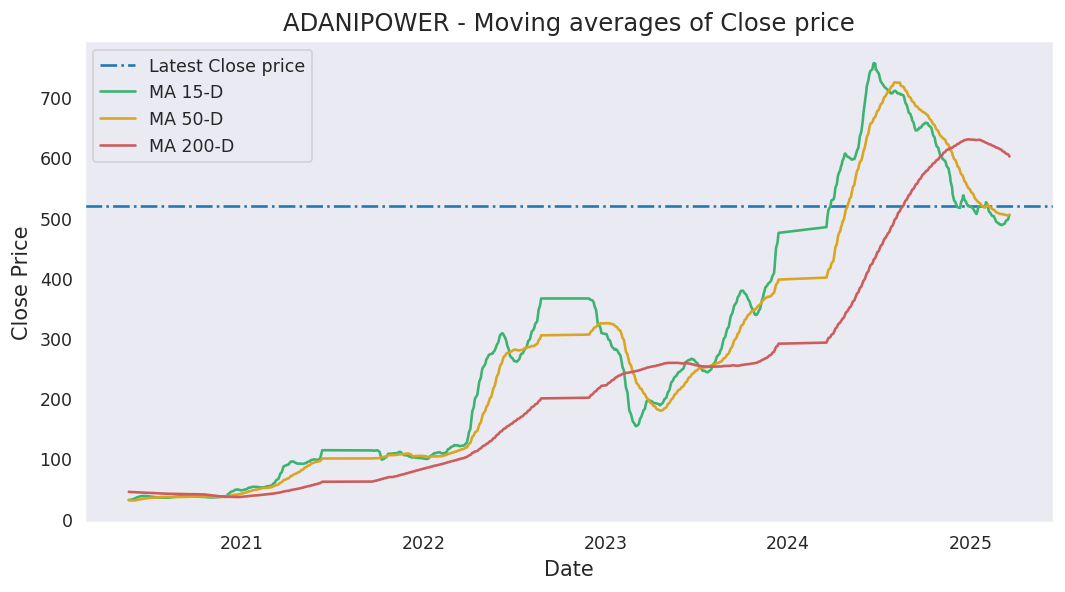 ADANIPOWER - Moving averages of Close price
Latest Close price
MA 15-D
MA 50-D
MA 200-D
Close Price
700
600
500
400
300
200
100
0
2021 2022 2023 2024 2025
Date